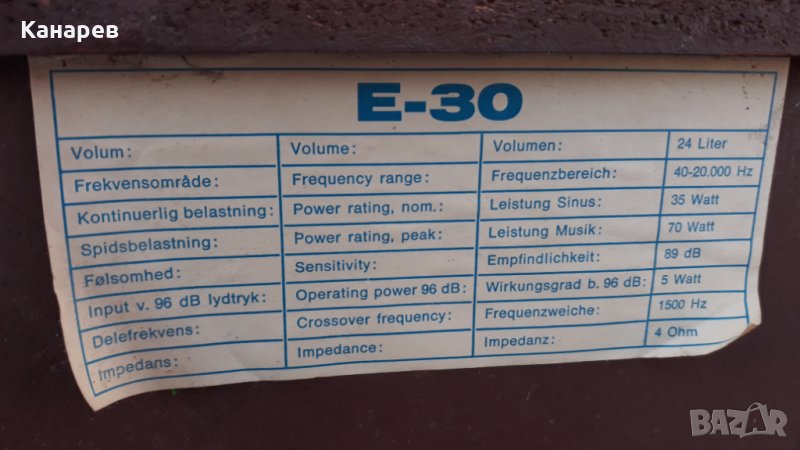 Канарев
E-30
Volum: Volume: Volumen: 24 Liter
Frekvensområde: Frequency range: Frequenzbereich: 40-20.000 Hz
Kontinuerlig belastning: Power rating, nom.: Leistung Sinus: 35 Watt
Spidsbelastning: Power rating, peak: Leistung Musik: 70 Watt
Følsomhed: Sensitivity: Empfindlichkeit: 89 dB
Input v. 96 dB lydtryk: Operating power 96 dB: Wirkungsgrad b. 96 dB: 5 Watt
Delefrekvens: Crossover frequency: Frequenzweiche: 1500 Hz
Impedans: Impedance: Impedanz: 4 Ohm
BAZAR